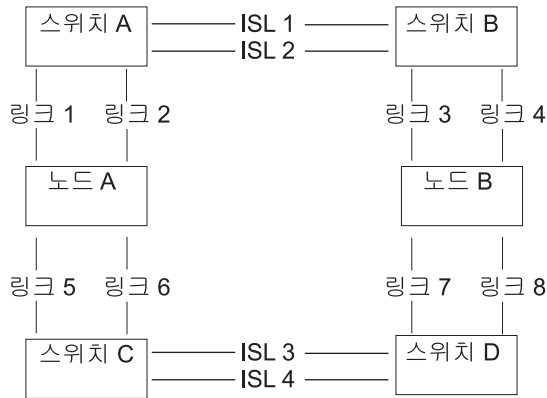 스위치 A
ISL 1
스위치 B
ISL 2
링크 1
링크 2
링크 3
링크 4
노드 A
노드 B
링크 5
링크 6
링크 7
링크 8
스위치 C
ISL 3
스위치 D
ISL 4